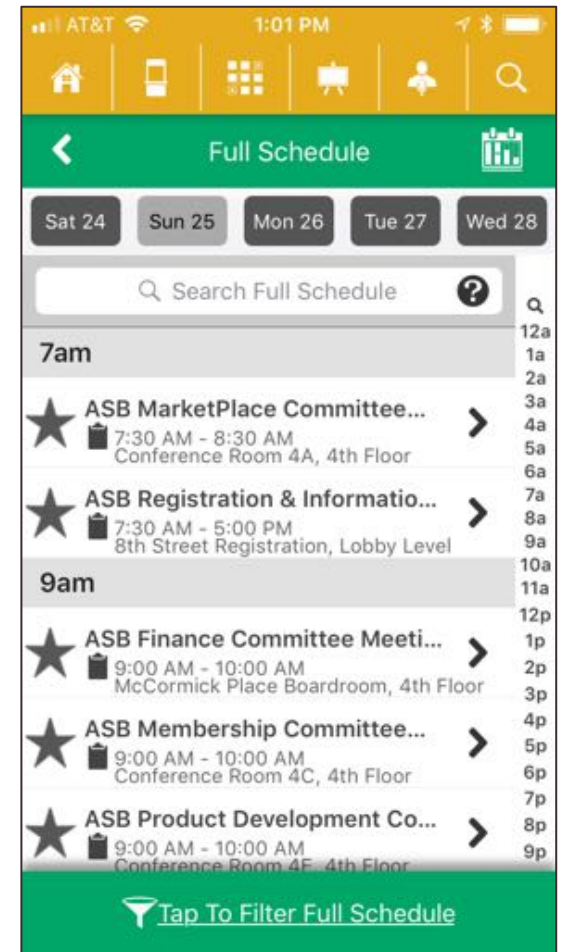 AT&T 1:01 PM
Full Schedule
Sat 24 Sun 25 Mon 26 Tue 27 Wed 28
Search Full Schedule ?
7am
ASB MarketPlace Committee...
7:30 AM - 8:30 AM
Conference Room 4A, 4th Floor
ASB Registration & Informatio...
7:30 AM - 5:00 PM
8th Street Registration, Lobby Level
9am
ASB Finance Committee Meeti...
9:00 AM - 10:00 AM
McCormick Place Boardroom, 4th Floor
ASB Membership Committee...
9:00 AM - 10:00 AM
Conference Room 4C, 4th Floor
ASB Product Development Co...
9:00 AM - 10:00 AM
Conference Room 4F, 4th Floor
12a
1a
2a
3a
4a
5a
6a
7a
8a
9a
10a
11a
12p
1p
2p
3p
4p
5p
6p
7p
8p
9p
Tap To Filter Full Schedule